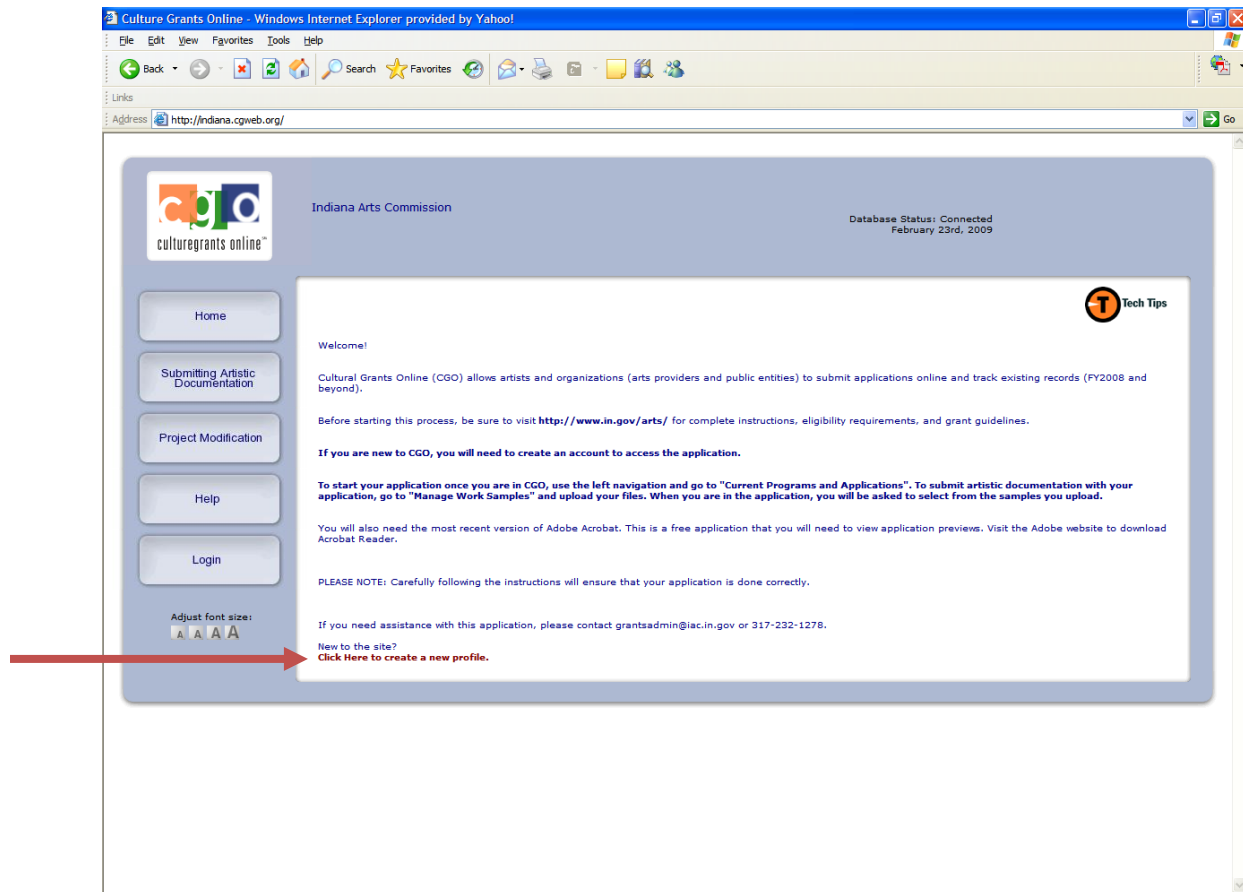 Culture Grants Online - Windows Internet Explorer provided by Yahoo!
File Edit View Favorites Tools Help
Back Search Favorites
Links
Address http://indiana.cgweb.org/ Go
cgo
culturegrants online™
Indiana Arts Commission
Database Status: Connected
February 23rd, 2009
Home
Submitting Artistic
Documentation
Project Modification
Help
Login
Adjust font size:
A A A A
T Tech Tips
Welcome!
Cultural Grants Online (CGO) allows artists and organizations (arts providers and public entities) to submit applications online and track existing records (FY2008 and
beyond).
Before starting this process, be sure to visit http://www.in.gov/arts/ for complete instructions, eligibility requirements, and grant guidelines.
If you are new to CGO, you will need to create an account to access the application.
To start your application once you are in CGO, use the left navigation and go to "Current Programs and Applications". To submit artistic documentation with your
application, go to "Manage Work Samples" and upload your files. When you are in the application, you will be asked to select from the samples you upload.
You will also need the most recent version of Adobe Acrobat. This is a free application that you will need to view application previews. Visit the Adobe website to download
Acrobat Reader.
PLEASE NOTE: Carefully following the instructions will ensure that your application is done correctly.
If you need assistance with this application, please contact grantsadmin@iac.in.gov or 317-232-1278.
New to the site?
Click Here to create a new profile.